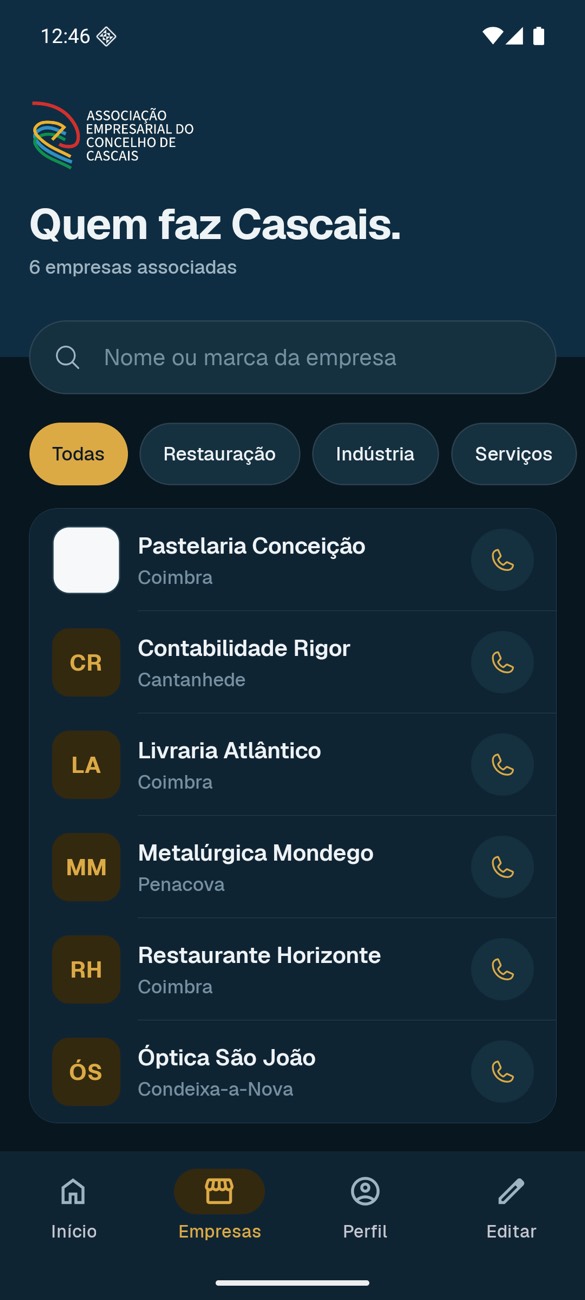 12:46
ASSOCIAÇÃO
EMPRESARIAL DO
CONCELHO DE
CASCAIS
Quem faz Cascais.
6 empresas associadas
Nome ou marca da empresa
Todas
Restauração
Indústria
Serviços
Pastelaria Conceição
Coimbra
CR
Contabilidade Rigor
Cantanhede
LA
Livraria Atlântico
Coimbra
MM
Metalúrgica Mondego
Penacova
RH
Restaurante Horizonte
Coimbra
ÓS
Óptica São João
Condeixa-a-Nova
Início
Empresas
Perfil
Editar